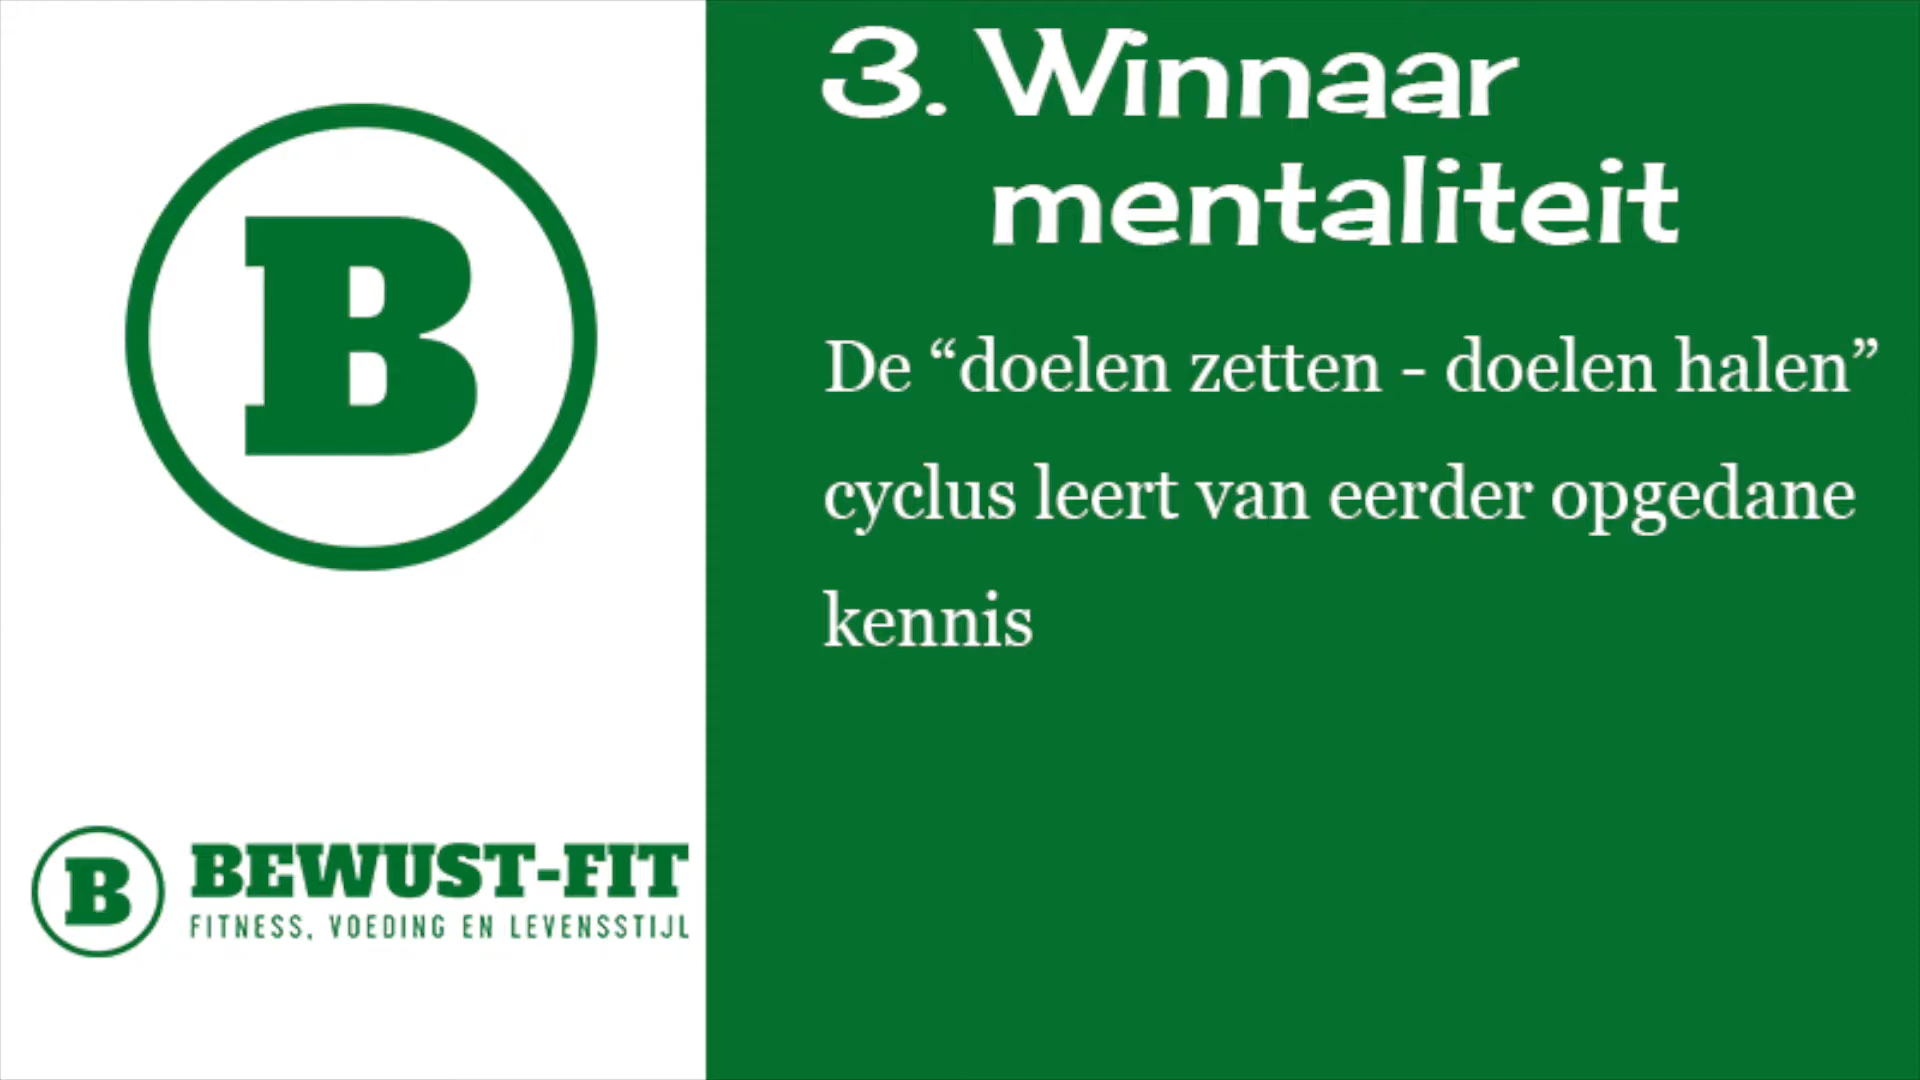 B
B
BEWUST-FIT
FITNESS, VOEDING EN LEVENSSTIJL
3. Winnaar
mentaliteit
De “doelen zetten - doelen halen”
cyclus leert van eerder opgedane
kennis